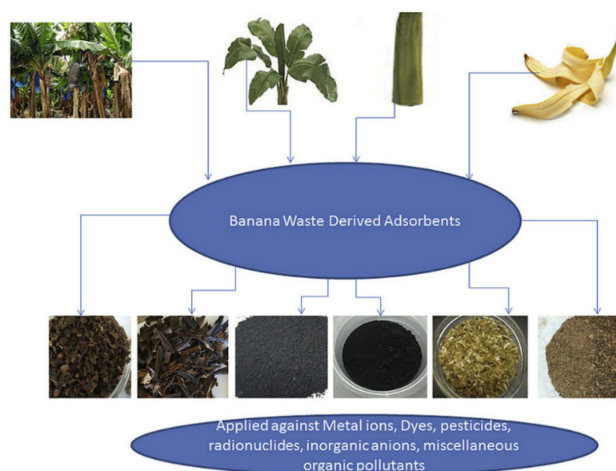 Banana Waste Derived Adsorbents
Applied against Metal ions, Dyes, pesticides,
radionuclides, inorganic anions, miscellaneous
organic pollutants